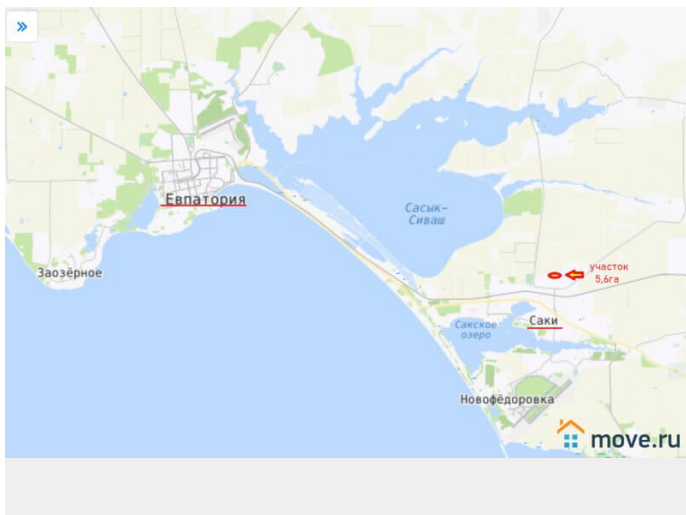 »
Евпатория
Сасык-
Сиваш
Заозёрное
участок
5,6га
Саки
Сакское
озеро
Новофёдоровка
move.ru